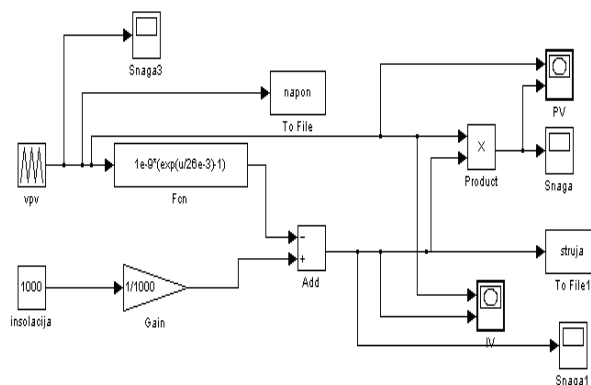 Snaga3
napon
To File
vpv
1e-9*(exp(u/26e-3)-1)
Fcn
X
Product
PV
Snaga
−
+
Add
struja
To File1
1000
insolacija
1/1000
Gain
IV
Snaga1